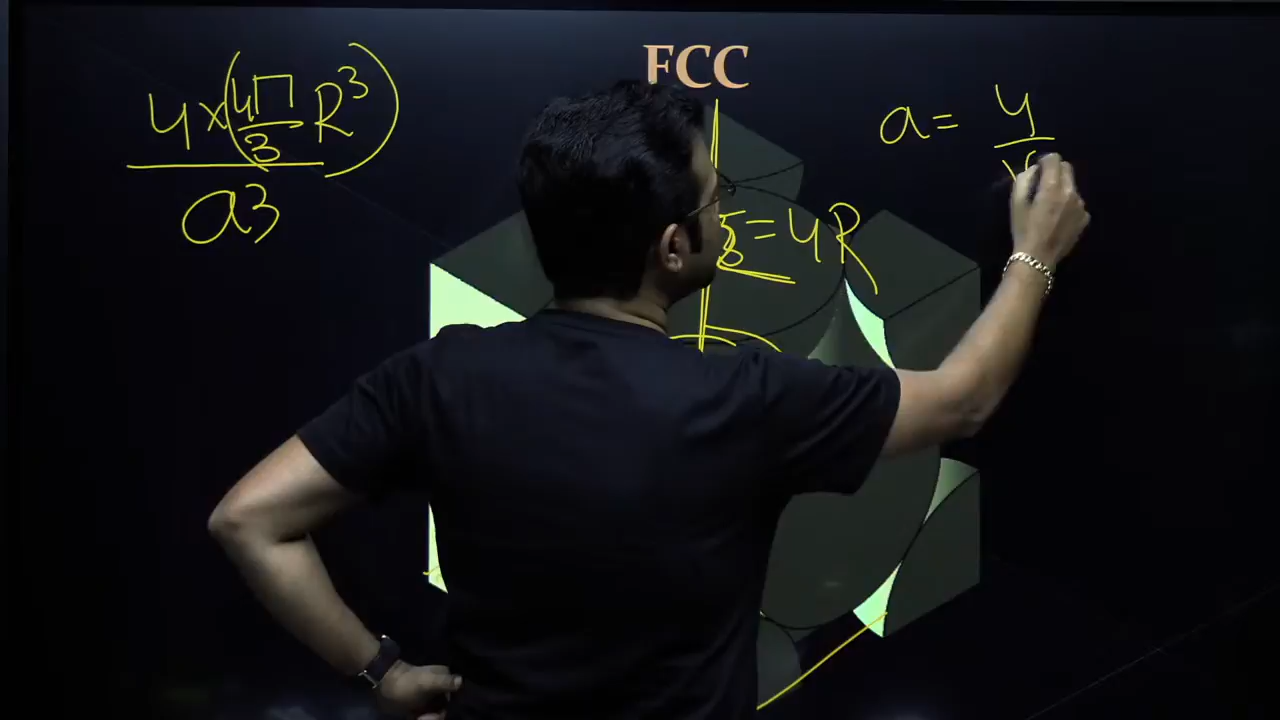 FCC
4×(4Π/3 R³)
a3
= 4R
a = 4